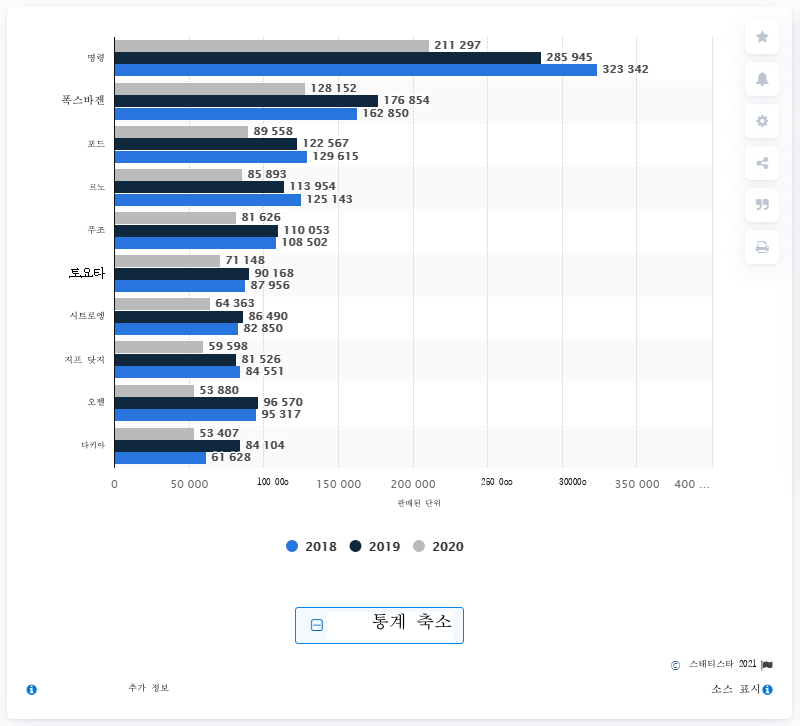 211 297
명령 285 945
323 342
128 152
폭스바겐 176 854
162 850
89 558
포드 122 567
129 615
85 893
르노 113 954
125 143
81 626
푸조 110 053
108 502
71 148
토요타 90 168
87 956
64 363
시트로엥 86 490
82 850
59 598
지프 닷지 81 526
84 551
53 880
오펠 96 570
95 317
53 407
다키아 84 104
61 628
0 50 000 100 000 150 000 200 000 250 000 300000 350 000 400 ...
판매된 단위
2018 2019 2020
통계 축소
© 스태티스타 2021
추가 정보 소스 표시